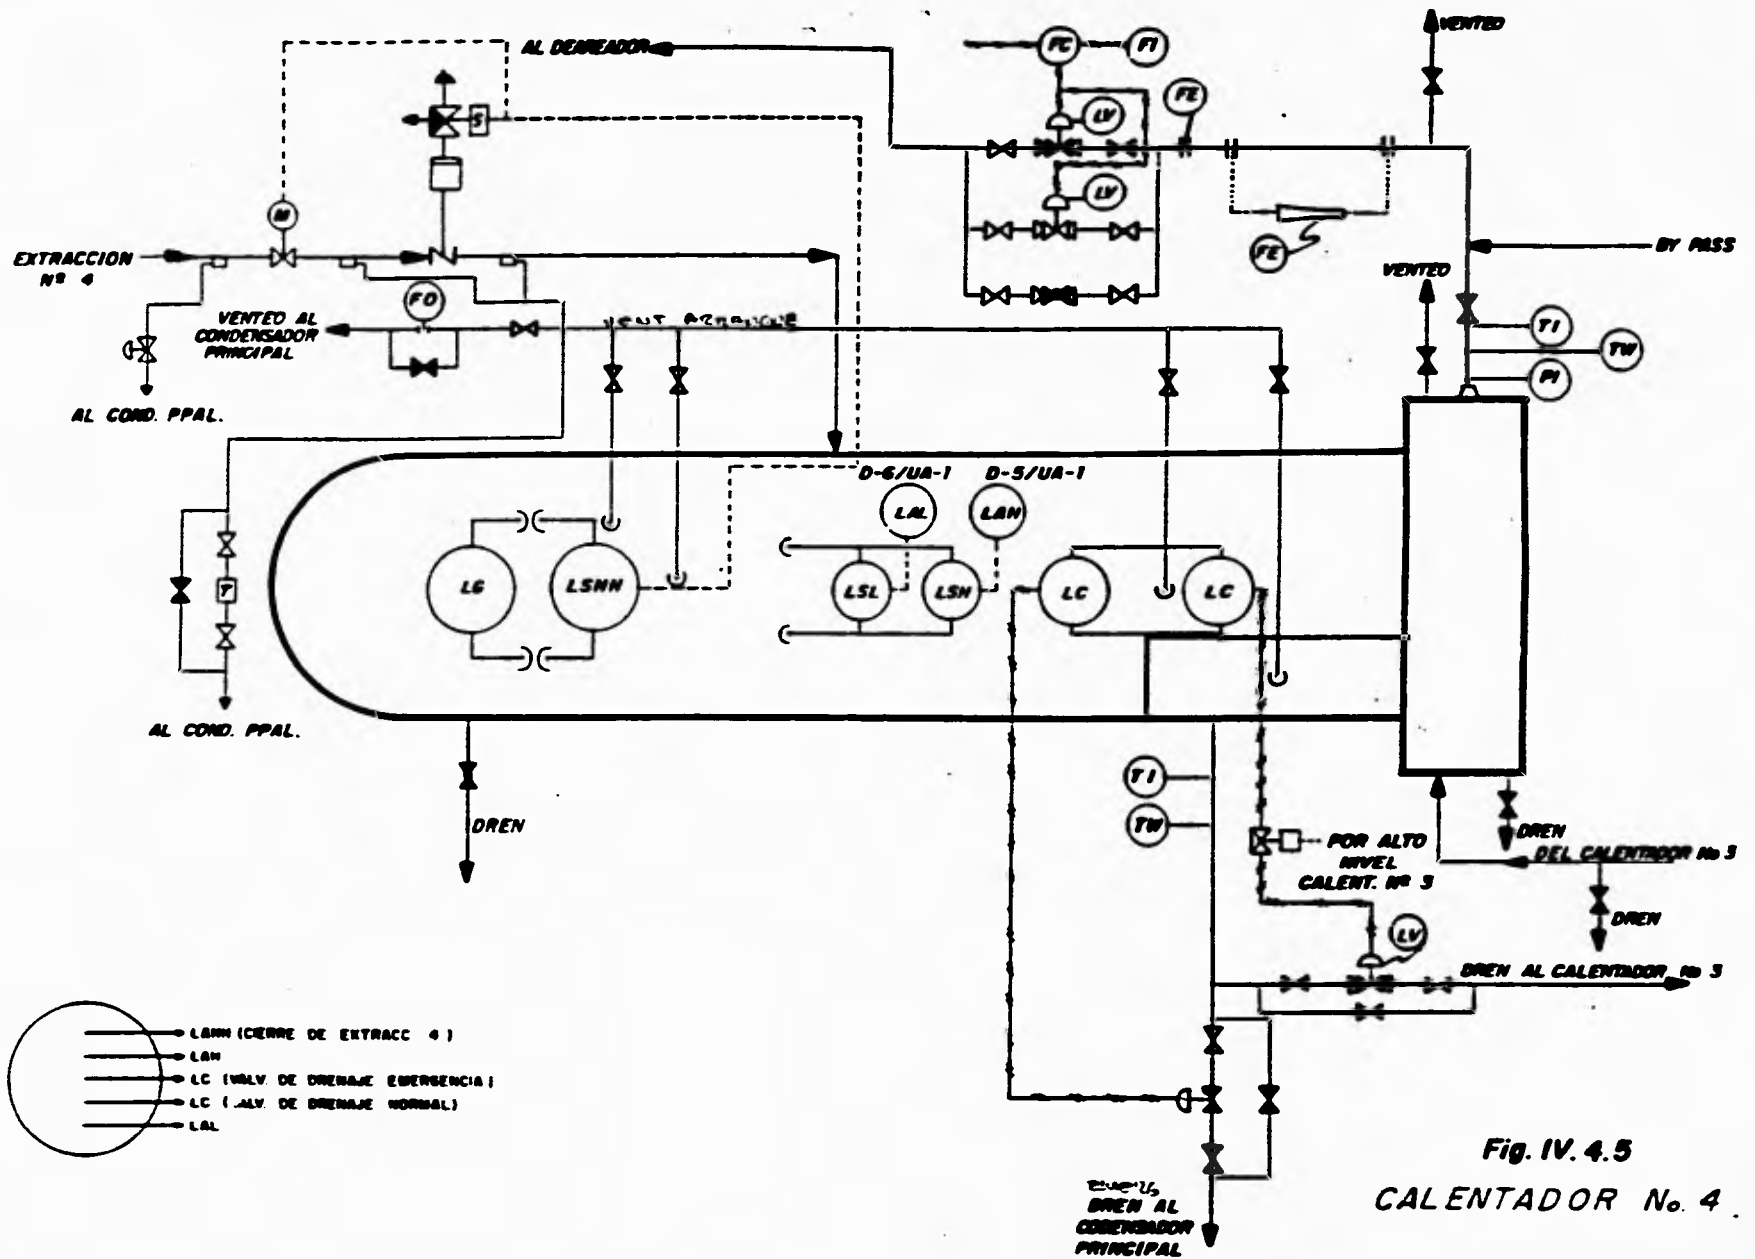 AL DEAREADOR
FC
FI
VENTEO
S
LV
FE
LV
M
FE
BY PASS
EXTRACCION
Nº 4
VENTEO
FO
VENTEO AL
CONDENSADOR
PRINCIPAL
VENT ARRANQUE
TI
TW
PI
AL COND. PPAL.
D-6/UA-1
D-5/UA-1
LAL
LAH
LG
LSHH
LSL
LSH
LC
LC
T
AL COND. PPAL.
DREN
TI
TW
POR ALTO
NIVEL
CALENT. Nº 3
DREN
DEL CALENTADOR No 3
DREN
LV
DREN AL CALENTADOR No 3
LAHH (CIERRE DE EXTRACC 4)
LAH
LC (VALV. DE DRENAJE EMERGENCIA)
LC (VALV. DE DRENAJE NORMAL)
LAL
DREN AL
CODENSADOR
PRINCIPAL
Fig. IV. 4.5
CALENTADOR No. 4